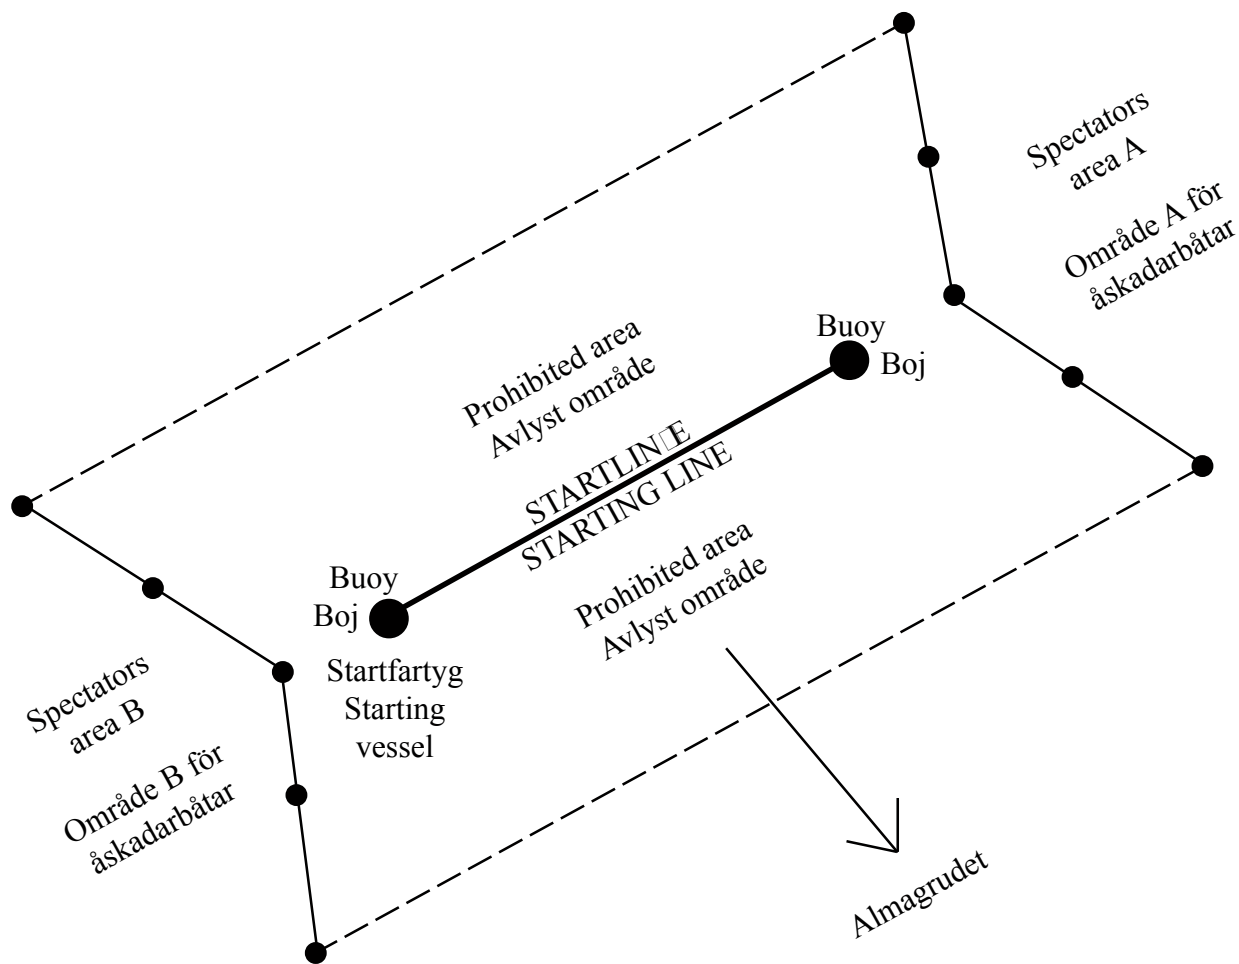 Spectators
area A
Område A för
åskadarbåtar
Buoy
Boj
Prohibited area
Avlyst område
STARTLIN□E
STARTING LINE
Prohibited area
Avlyst område
Buoy
Boj
Startfartyg
Starting
vessel
Spectators
area B
Område B för
åskadarbåtar
Almagrudet